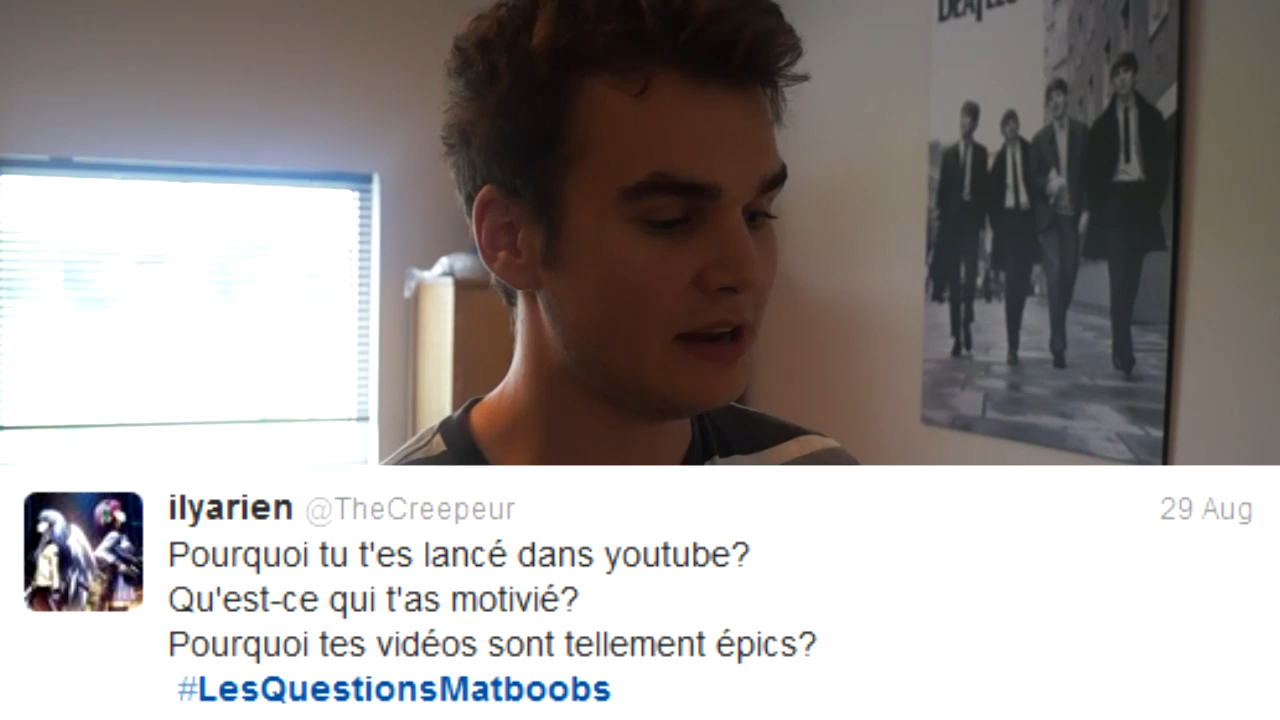 BEATLES
ilyarien @TheCreepeur 29 Aug
Pourquoi tu t'es lancé dans youtube?
Qu'est-ce qui t'as motivié?
Pourquoi tes vidéos sont tellement épics?
#LesQuestionsMatboobs